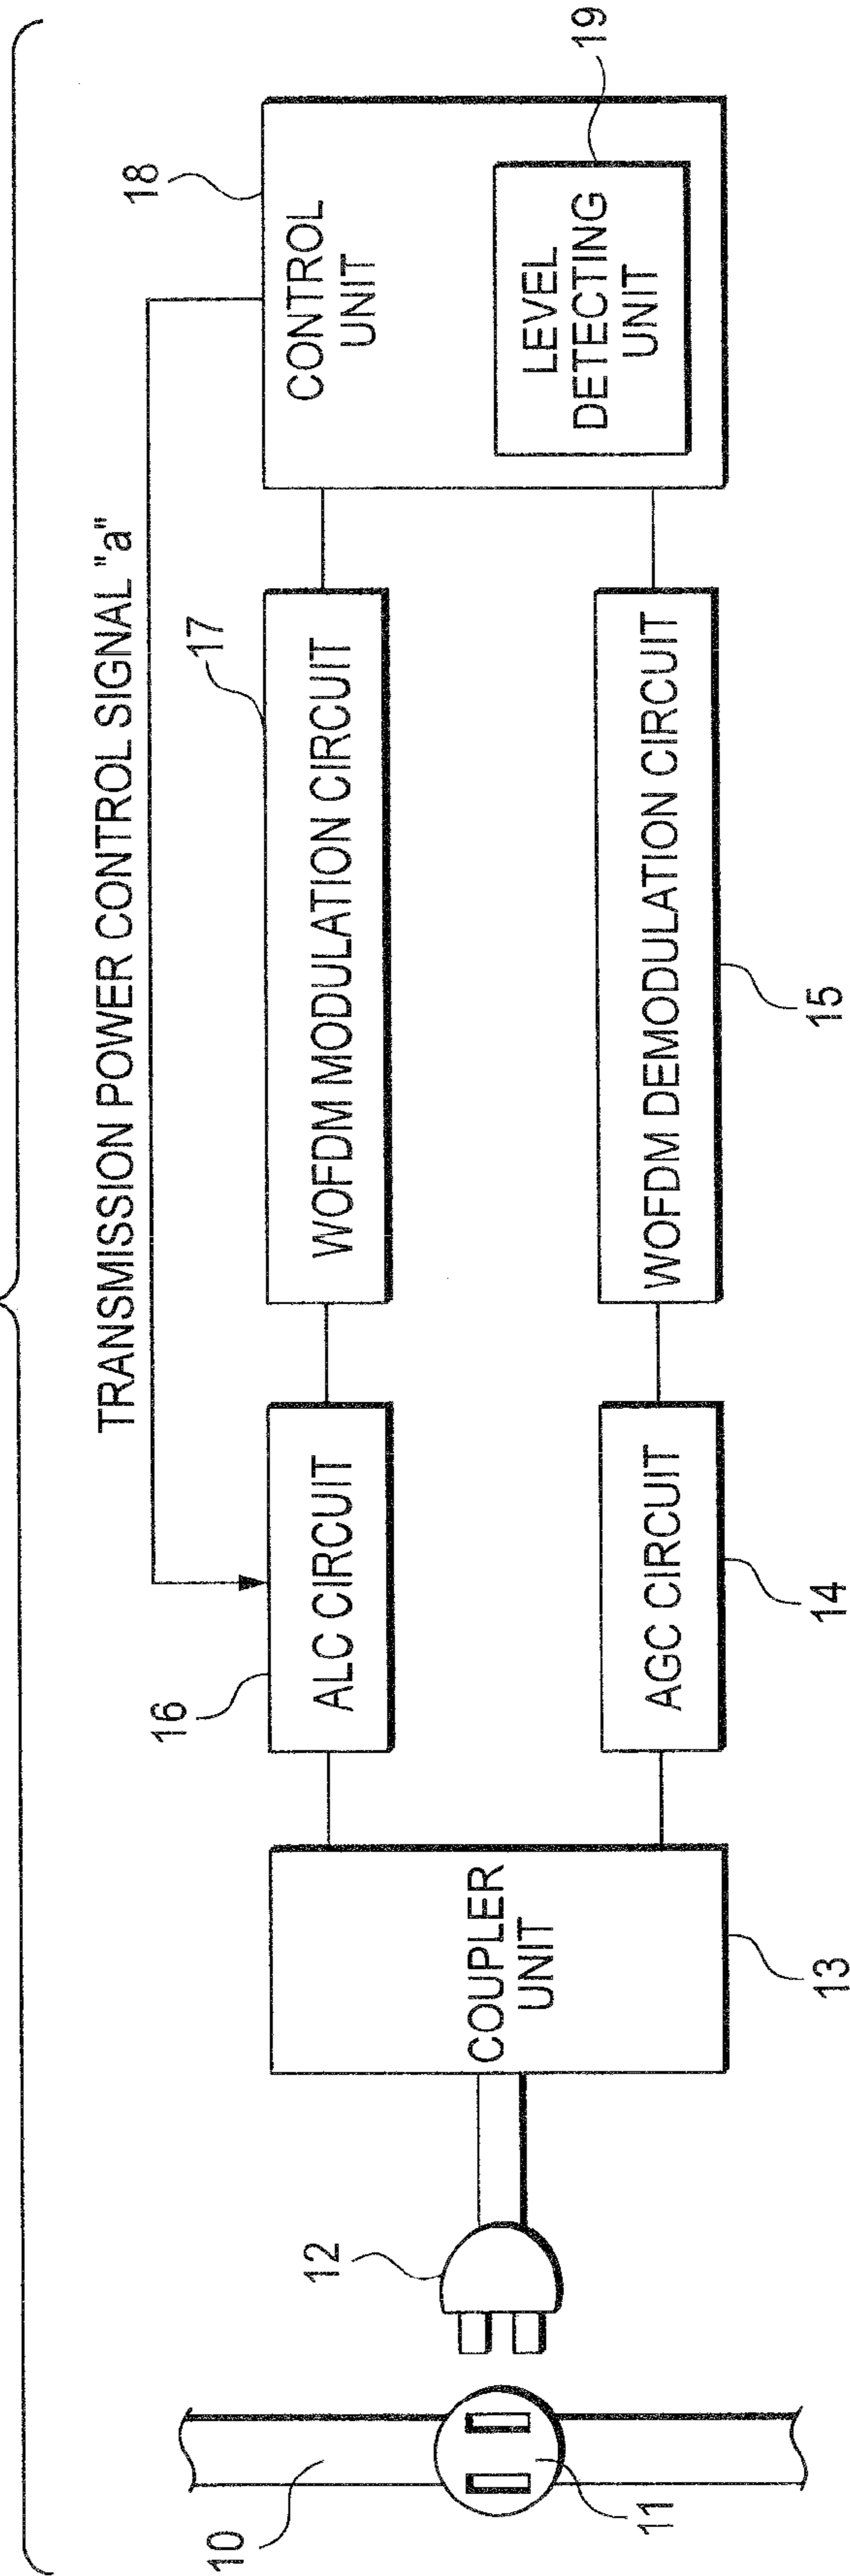 TRANSMISSION POWER CONTROL SIGNAL "a"
10
11
12
COUPLER
UNIT
13
16
ALC CIRCUIT
AGC CIRCUIT
14
17
WOFDM MODULATION CIRCUIT
WOFDM DEMODULATION CIRCUIT
15
18
CONTROL
UNIT
LEVEL
DETECTING
UNIT
19